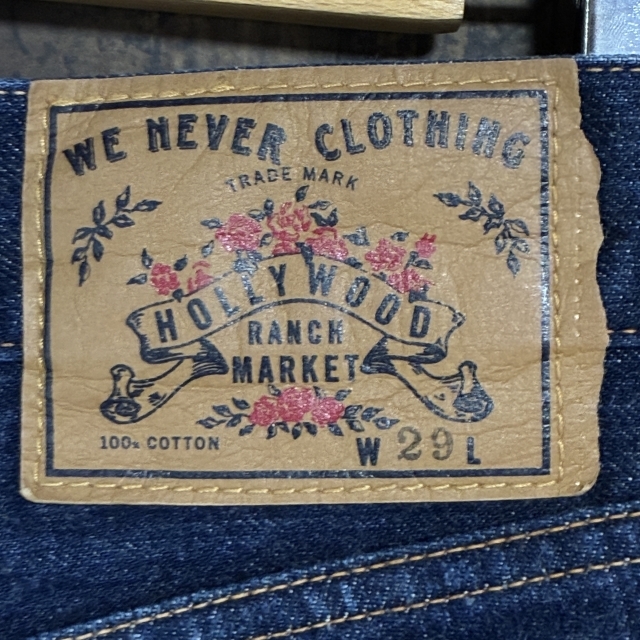 WE NEVER CLOTHING
TRADE MARK
HOLLYWOOD
RANCH
MARKET
100% COTTON
W 29 L